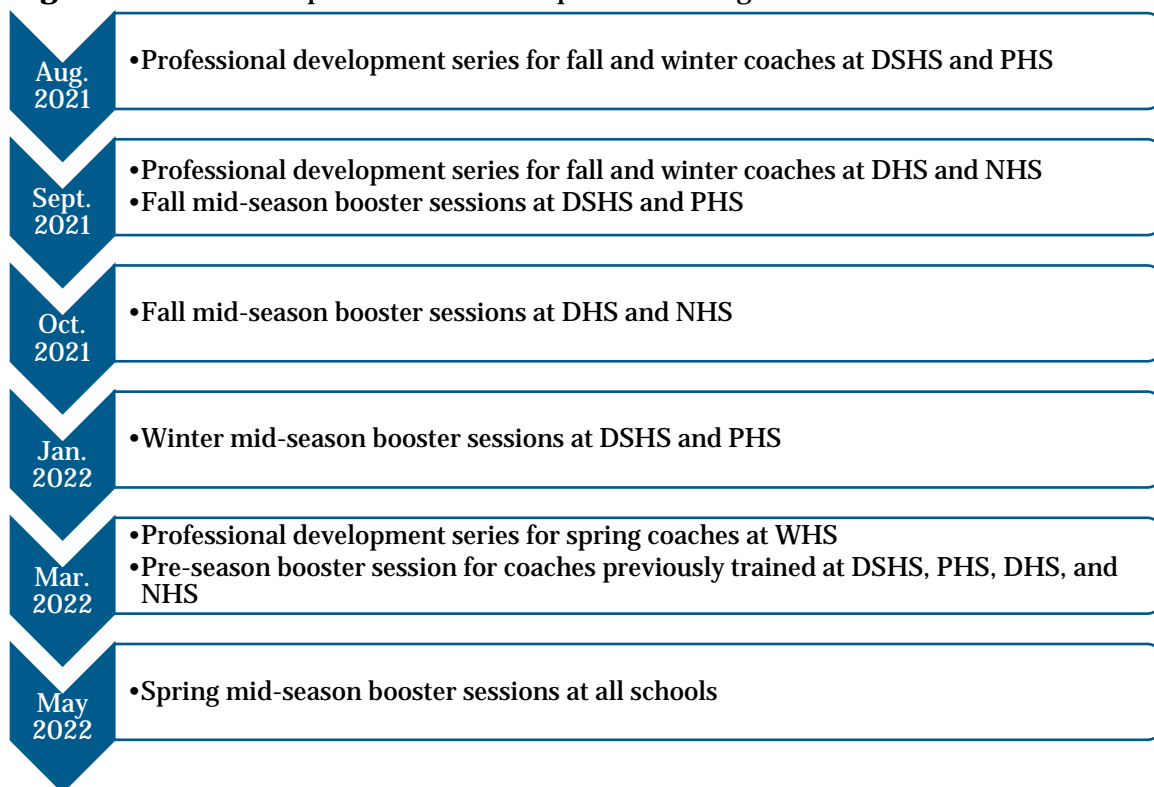 Aug.
2021
•Professional development series for fall and winter coaches at DSHS and PHS
Sept.
2021
•Professional development series for fall and winter coaches at DHS and NHS
•Fall mid-season booster sessions at DSHS and PHS
Oct.
2021
•Fall mid-season booster sessions at DHS and NHS
Jan.
2022
•Winter mid-season booster sessions at DSHS and PHS
Mar.
2022
•Professional development series for spring coaches at WHS
•Pre-season booster session for coaches previously trained at DSHS, PHS, DHS, and
NHS
May
2022
•Spring mid-season booster sessions at all schools